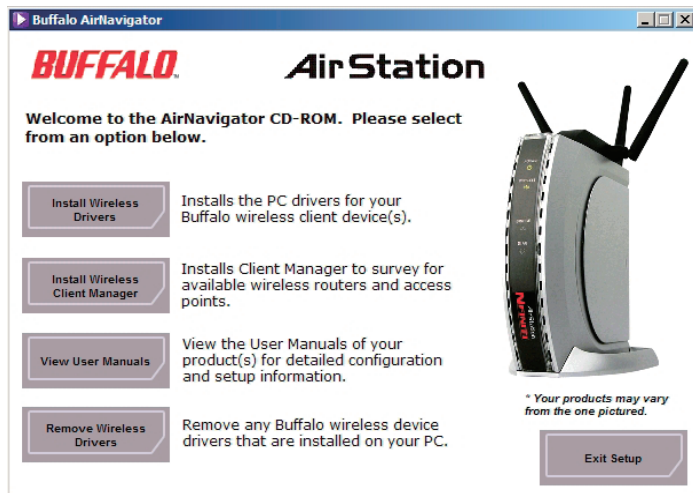 Buffalo AirNavigator
BUFFALO
AirStation
Welcome to the AirNavigator CD-ROM. Please select
from an option below.
Install Wireless
Drivers
Installs the PC drivers for your
Buffalo wireless client device(s).
Install Wireless
Client Manager
Installs Client Manager to survey for
available wireless routers and access
points.
View User Manuals
View the User Manuals of your
product(s) for detailed configuration
and setup information.
Remove Wireless
Drivers
Remove any Buffalo wireless device
drivers that are installed on your PC.
AirStation
NFINITI
* Your products may vary
from the one pictured.
Exit Setup